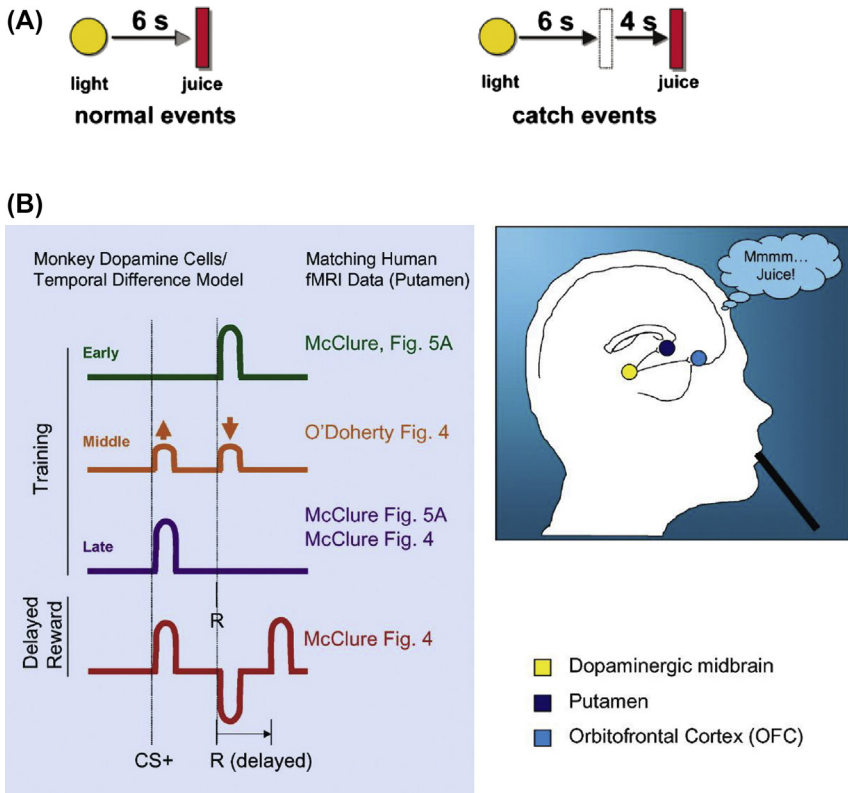 (A)
6 s
light
juice
normal events
6 s
4 s
light
juice
catch events
(B)
Monkey Dopamine Cells/
Temporal Difference Model
Matching Human
fMRI Data (Putamen)
Training
Early
McClure, Fig. 5A
Middle
O'Doherty Fig. 4
Late
McClure Fig. 5A
McClure Fig. 4
R
Delayed
Reward
McClure Fig. 4
CS+
R (delayed)
Mmmm...
Juice!
Dopaminergic midbrain
Putamen
Orbitofrontal Cortex (OFC)